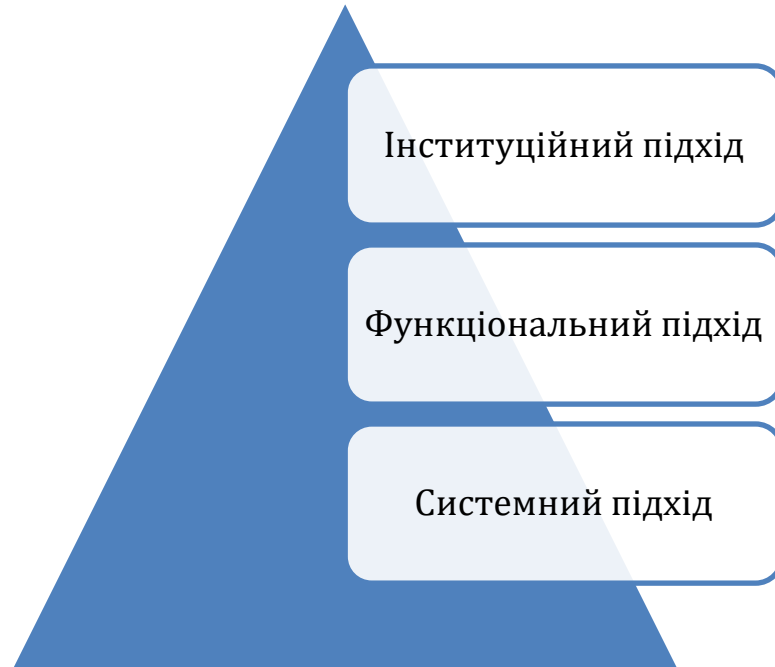 Інституційний підхід
Функціональний підхід
Системний підхід